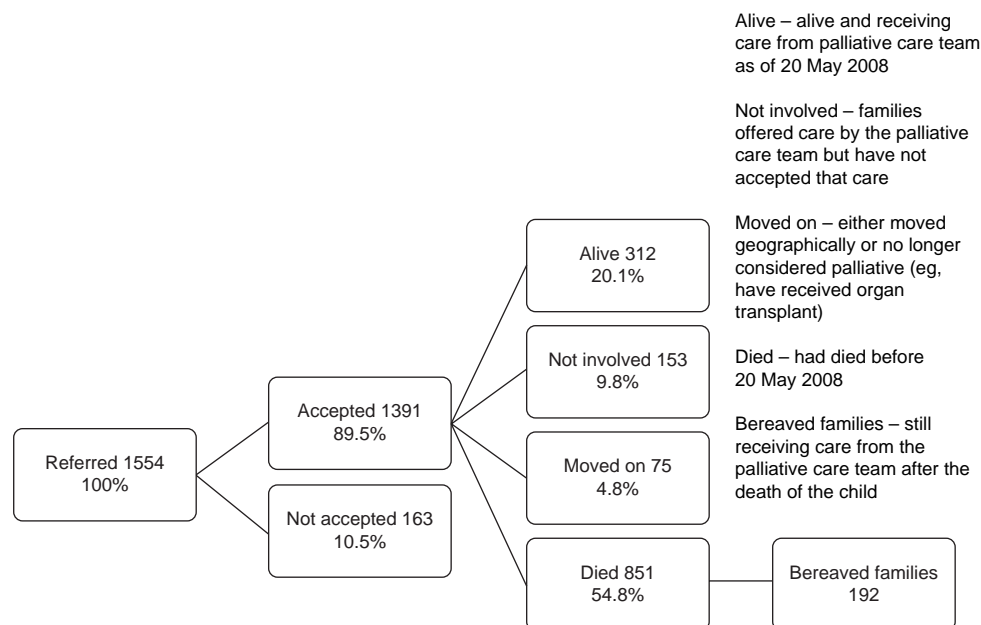 Alive – alive and receiving
care from palliative care team
as of 20 May 2008
Not involved – families
offered care by the palliative
care team but have not
accepted that care
Moved on – either moved
geographically or no longer
considered palliative (eg,
have received organ
transplant)
Died – had died before
20 May 2008
Bereaved families – still
receiving care from the
palliative care team after the
death of the child
Referred 1554
100%
Accepted 1391
89.5%
Not accepted 163
10.5%
Alive 312
20.1%
Not involved 153
9.8%
Moved on 75
4.8%
Died 851
54.8%
Bereaved families
192